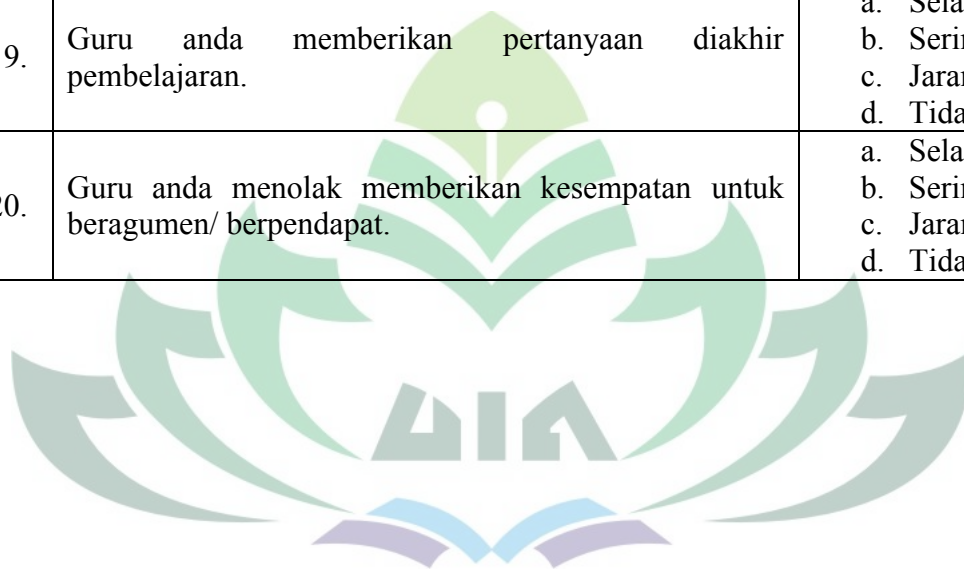 9.
Guru anda memberikan pertanyaan diakhir
pembelajaran.
a. Sela
b. Serin
c. Jaran
d. Tida
20.
Guru anda menolak memberikan kesempatan untuk
beragumen/ berpendapat.
a. Sela
b. Serin
c. Jaran
d. Tida